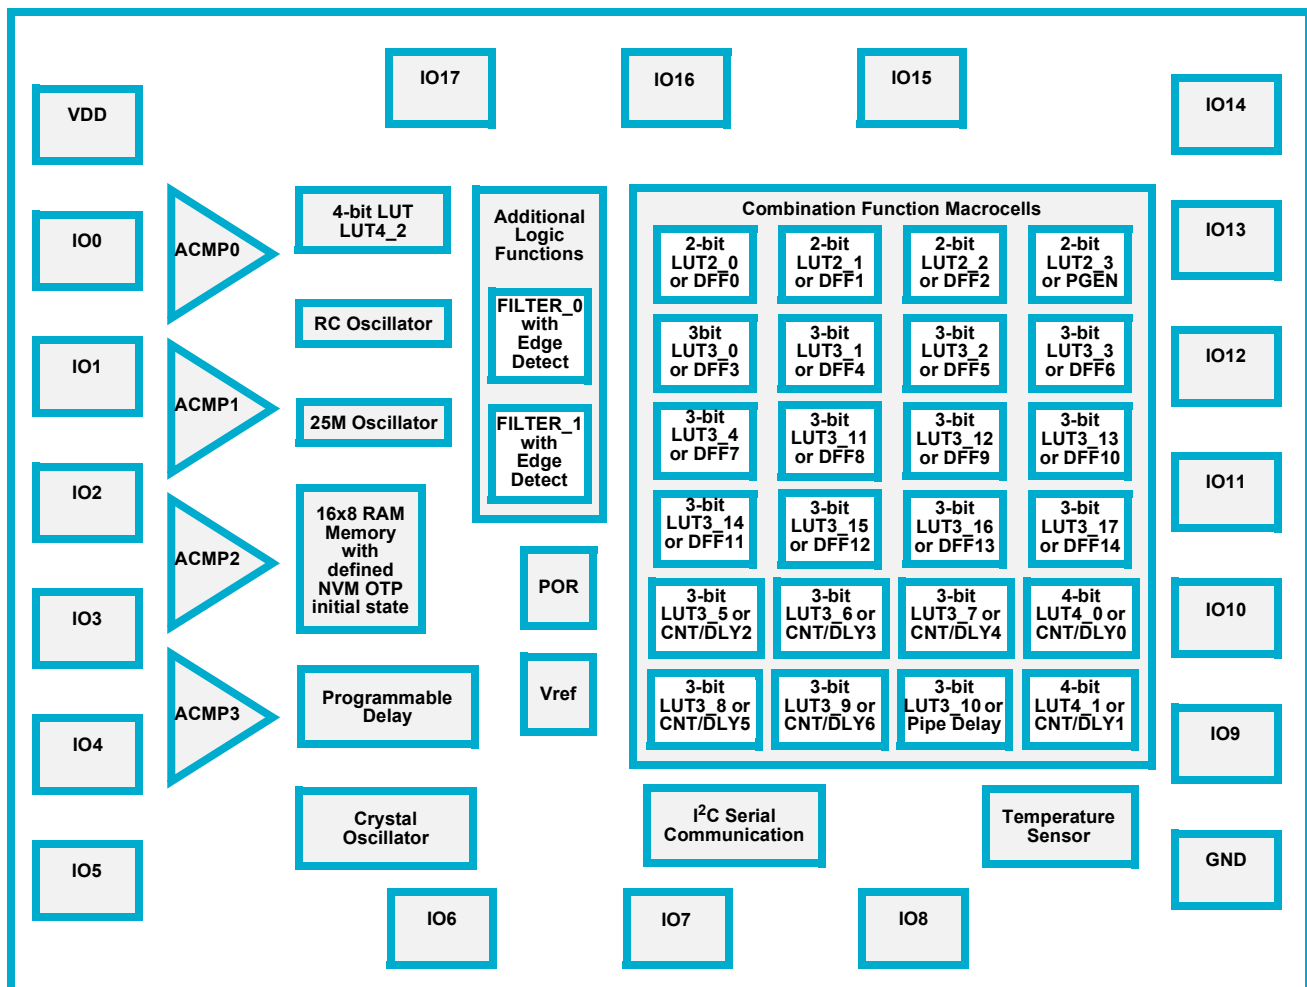 IO17
IO16
IO15
VDD
IO14
IO0
IO13
IO1
IO12
IO2
IO11
IO3
IO10
IO4
IO9
IO5
GND
IO6
IO7
IO8
ACMP0
ACMP1
ACMP2
ACMP3
4-bit LUT
LUT4_2
RC Oscillator
25M Oscillator
16x8 RAM
Memory
with
defined
NVM OTP
initial state
Programmable
Delay
Crystal
Oscillator
Additional
Logic
Functions
FILTER_0
with
Edge
Detect
FILTER_1
with
Edge
Detect
POR
Vref
Combination Function Macrocells
2-bit
LUT2_0
or DFF0
2-bit
LUT2_1
or DFF1
2-bit
LUT2_2
or DFF2
2-bit
LUT2_3
or PGEN
3bit
LUT3_0
or DFF3
3-bit
LUT3_1
or DFF4
3-bit
LUT3_2
or DFF5
3-bit
LUT3_3
or DFF6
3-bit
LUT3_4
or DFF7
3-bit
LUT3_11
or DFF8
3-bit
LUT3_12
or DFF9
3-bit
LUT3_13
or DFF10
3-bit
LUT3_14
or DFF11
3-bit
LUT3_15
or DFF12
3-bit
LUT3_16
or DFF13
3-bit
LUT3_17
or DFF14
3-bit
LUT3_5 or
CNT/DLY2
3-bit
LUT3_6 or
CNT/DLY3
3-bit
LUT3_7 or
CNT/DLY4
4-bit
LUT4_0 or
CNT/DLY0
3-bit
LUT3_8 or
CNT/DLY5
3-bit
LUT3_9 or
CNT/DLY6
3-bit
LUT3_10 or
Pipe Delay
4-bit
LUT4_1 or
CNT/DLY1
I²C Serial
Communication
Temperature
Sensor